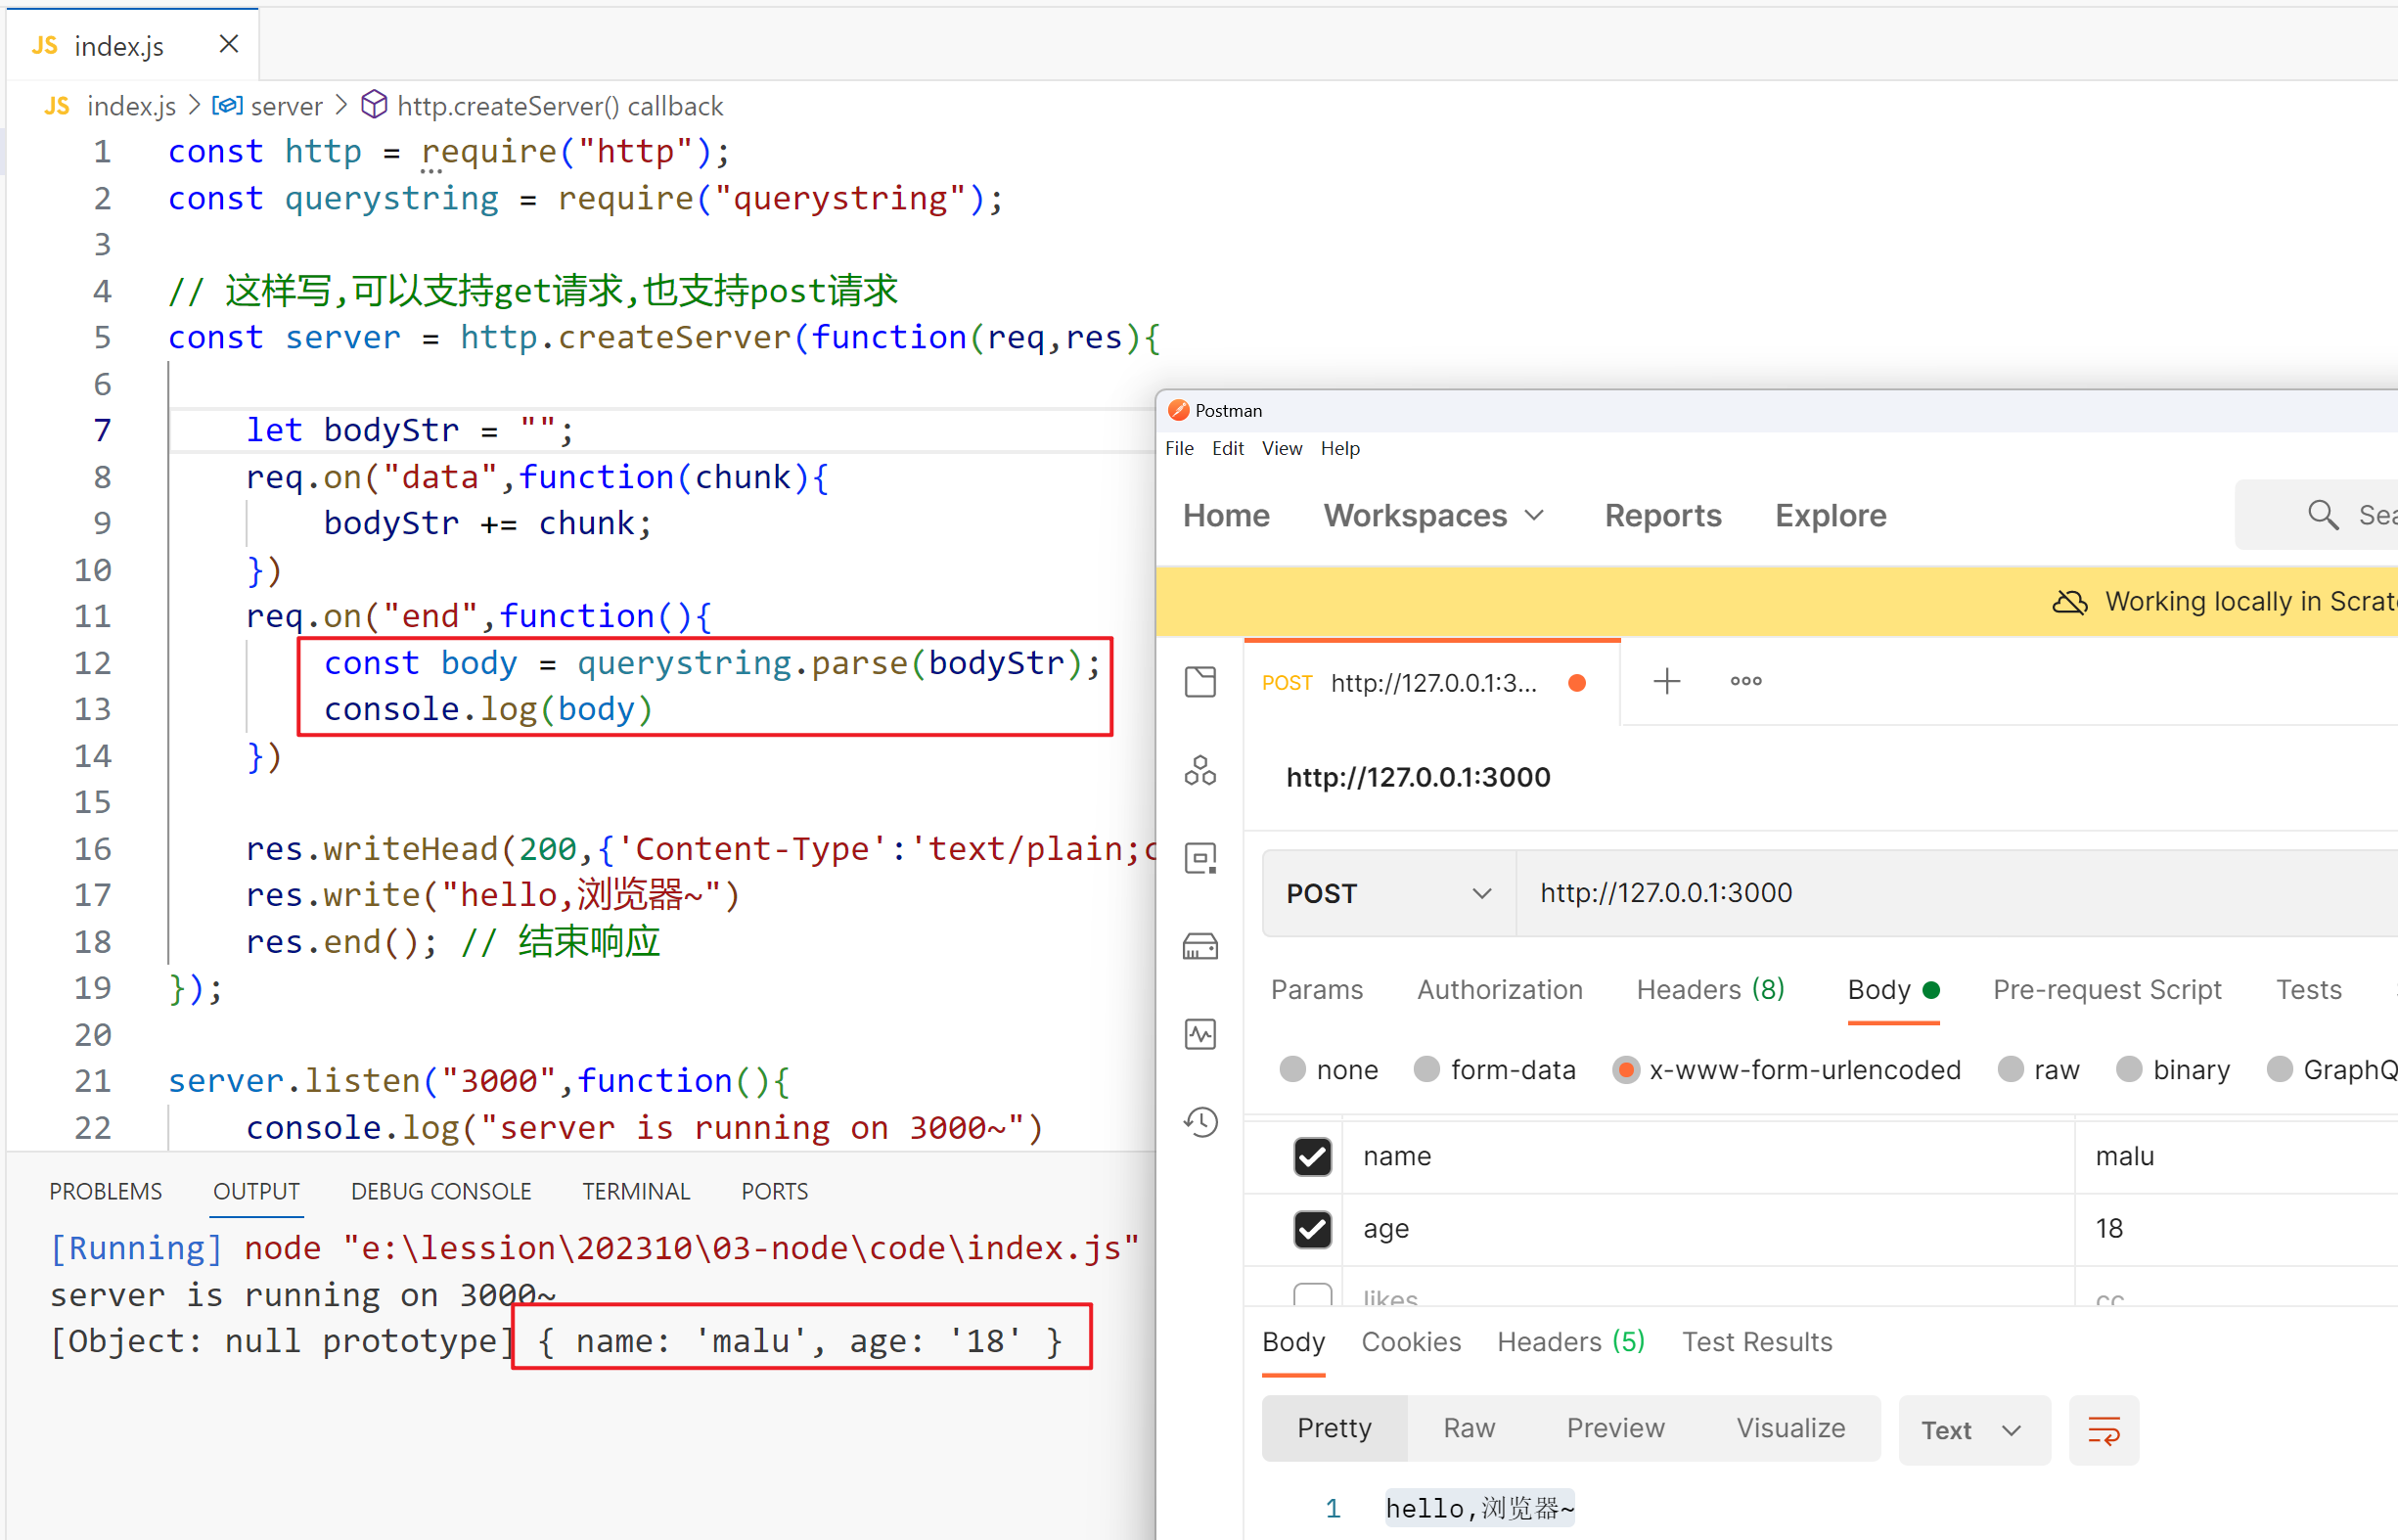 JS index.js
JS index.js > server > http.createServer() callback
1 const http = require("http");
2 const querystring = require("querystring");
3
4 // 这样写,可以支持get请求,也支持post请求
5 const server = http.createServer(function(req,res){
6
7 let bodyStr = "";
8 req.on("data",function(chunk){
9 bodyStr += chunk;
10 })
11 req.on("end",function(){
12 const body = querystring.parse(bodyStr);
13 console.log(body)
14 })
15
16 res.writeHead(200,{'Content-Type':'text/plain;
17 res.write("hello,浏览器~")
18 res.end(); // 结束响应
19 });
20
21 server.listen("3000",function(){
22 console.log("server is running on 3000~")
PROBLEMS OUTPUT DEBUG CONSOLE TERMINAL PORTS
[Running] node "e:\lession\202310\03-node\code\index.js"
server is running on 3000~
[Object: null prototype] { name: 'malu', age: '18' }
Postman
File Edit View Help
Home Workspaces Reports Explore
Working locally in
POST http://127.0.0.1:3...
http://127.0.0.1:3000
POST http://127.0.0.1:3000
Params Authorization Headers (8) Body Pre-request Script Tests
none form-data x-www-form-urlencoded raw binary
name malu
age 18
likes cc
Body Cookies Headers (5) Test Results
Pretty Raw Preview Visualize Text
1 hello,浏览器~